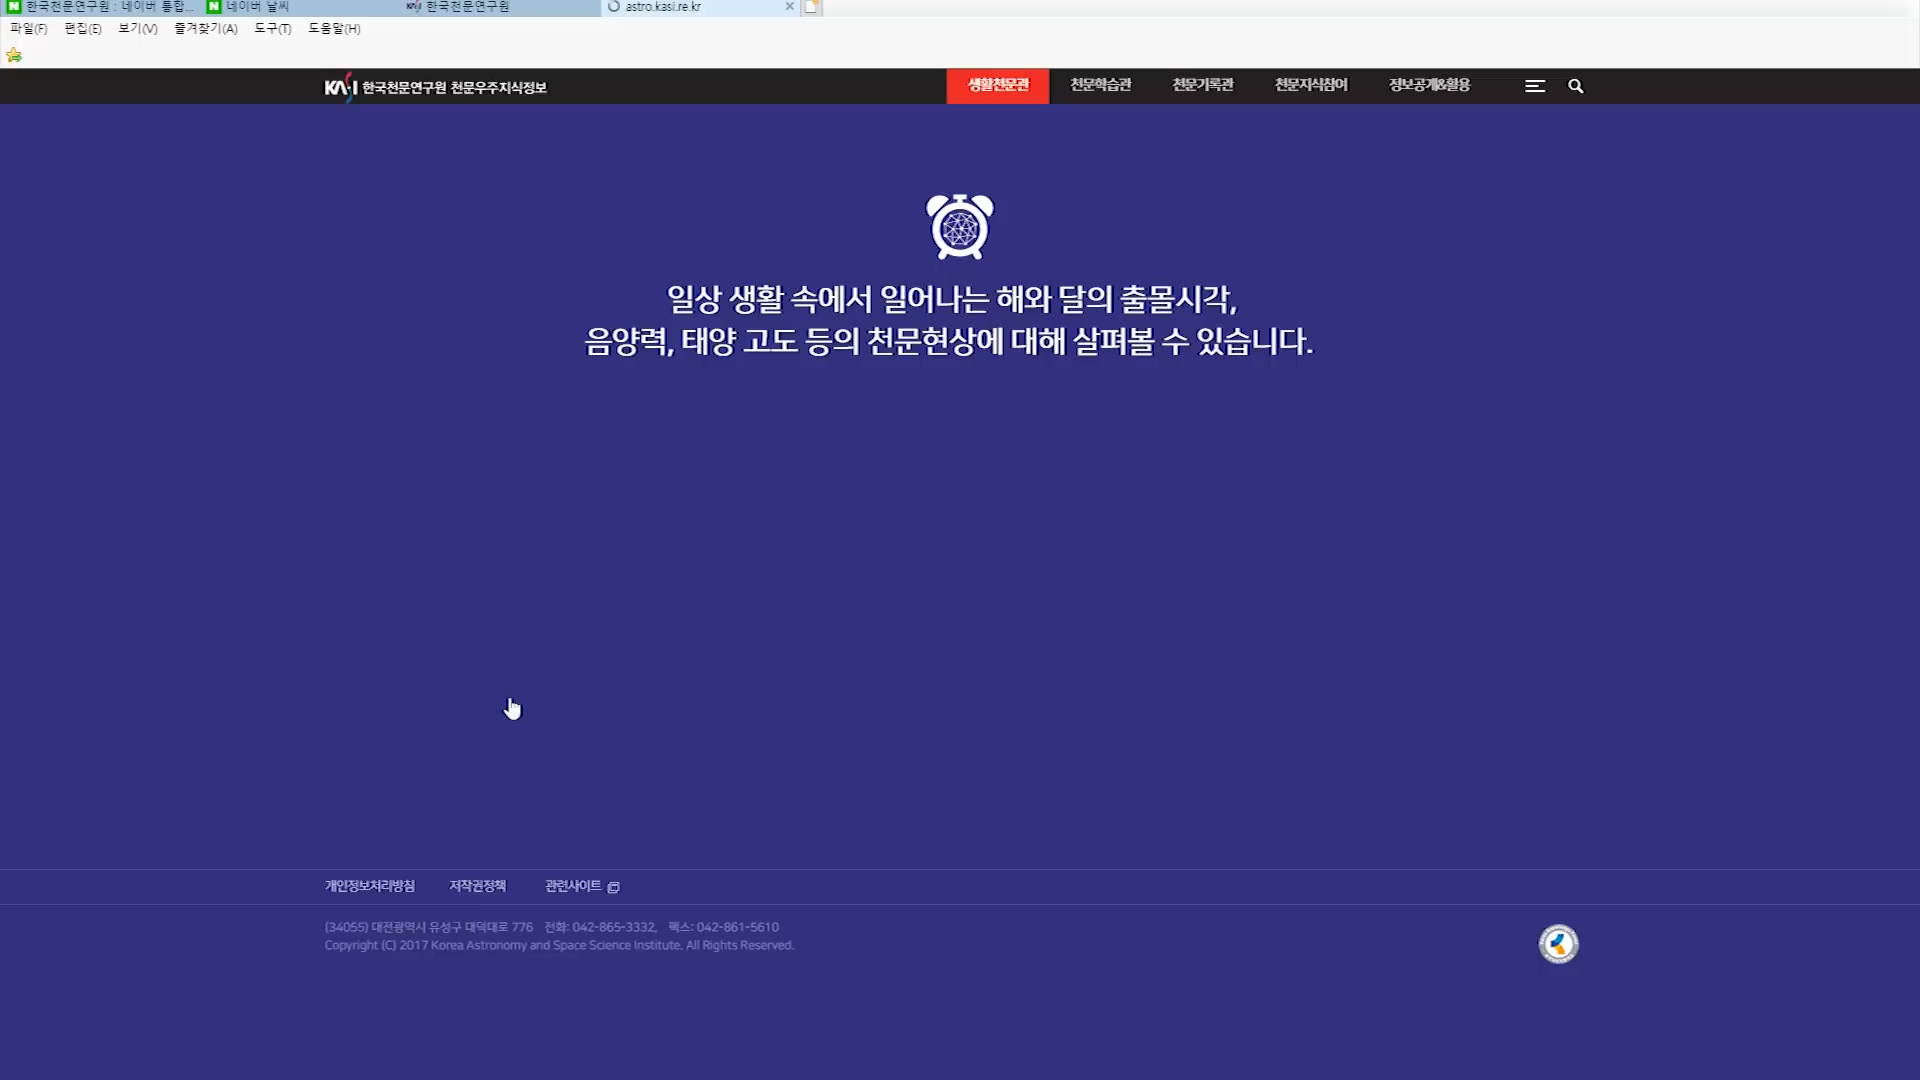 한국천문연구원 : 네이버 통합...
네이버 날씨
한국천문연구원
astro.kasi.re.kr
파일(F) 편집(E) 보기(V) 즐겨찾기(A) 도구(T) 도움말(H)
KASI 한국천문연구원 천문우주지식정보
생활천문관 천문학습관 천문기록관 천문지식참여 정보공개&활용
일상 생활 속에서 일어나는 해와 달의 출몰시각,
음양력, 태양 고도 등의 천문현상에 대해 살펴볼 수 있습니다.
개인정보처리방침 저작권정책 관련사이트
(34055) 대전광역시 유성구 대덕대로 776 전화: 042-865-3332, 팩스: 042-861-5610
Copyright (C) 2017 Korea Astronomy and Space Science Institute. All Rights Reserved.